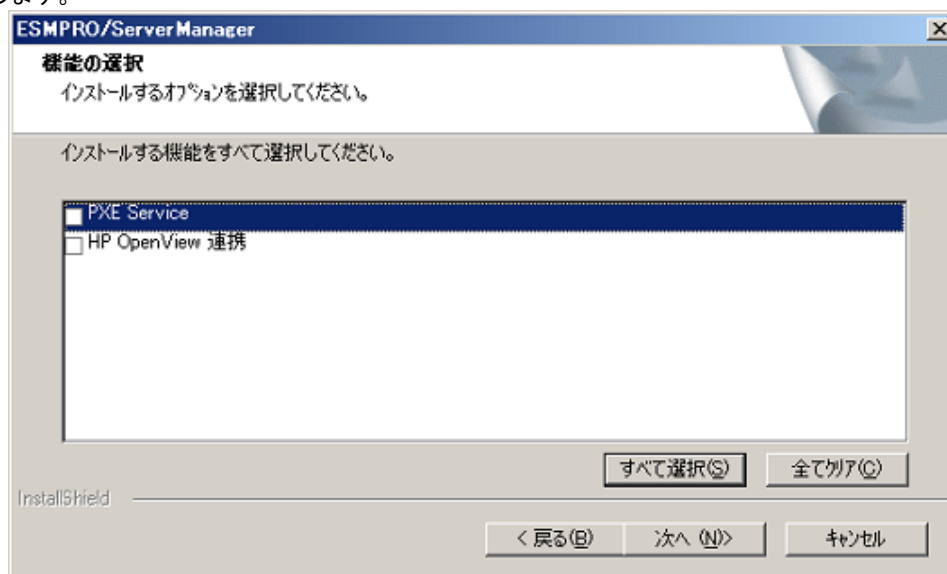 ります。
ESMPRO/ServerManager
機能の選択
インストールするオプションを選択してください。
インストールする機能をすべて選択してください。
PXE Service
HP OpenView 連携
すべて選択(S)
全てクリア(C)
InstallShield
< 戻る(B)
次へ (N)>
キャンセル